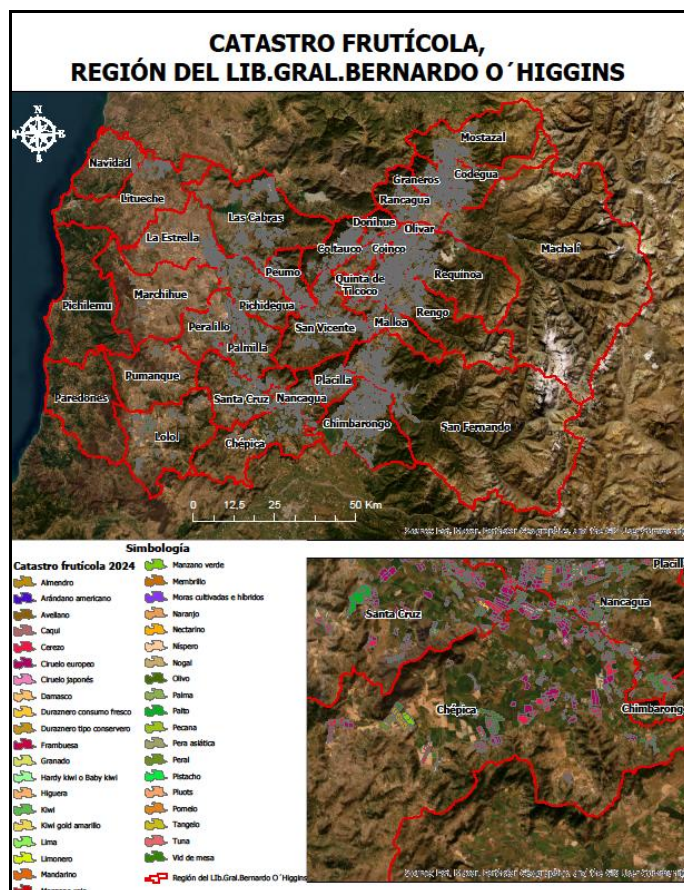 CATASTRO FRUTÍCOLA,
REGIÓN DEL LIB.GRAL.BERNARDO O´HIGGINS
N
E
S
Mostazal
Navidad
Graneros
Codegua
Litueche
Rancagua
Las Cabras
Doñihue
Olivar
La Estrella
Coltauco
Coinco
Machalí
Peumo
Requinoa
Quinta de
Tilcoco
Pichilemu
Marchihue
Pichidegua
Rengo
Peralillo
San Vicente
Malloa
Palmilla
Pumanque
Placilla
Paredones
Santa Cruz
Nancagua
Chimbarongo
San Fernando
Lolol
Chépica
0 12,5 25 50 Km
Simbología
Catastro frutícola 2024
Almendro
Arándano americano
Avellano
Caqui
Cerezo
Ciruelo europeo
Ciruelo japonés
Damasco
Duraznero consumo fresco
Duraznero tipo conservero
Frambuesa
Granado
Hardy kiwi o Baby kiwi
Higuera
Kiwi
Kiwi gold amarillo
Lima
Limonero
Mandarino
Manzano verde
Membrillo
Moras cultivadas e híbridos
Naranjo
Nectarino
Níspero
Nogal
Olivo
Palma
Palto
Pecana
Pera asiática
Peral
Pistacho
Pluots
Pomelo
Tangelo
Tuna
Vid de mesa
Región del LIb.Gral.Bernardo O´Higgins
Placilla
Santa Cruz
Nancagua
Chépica
Chimbarongo